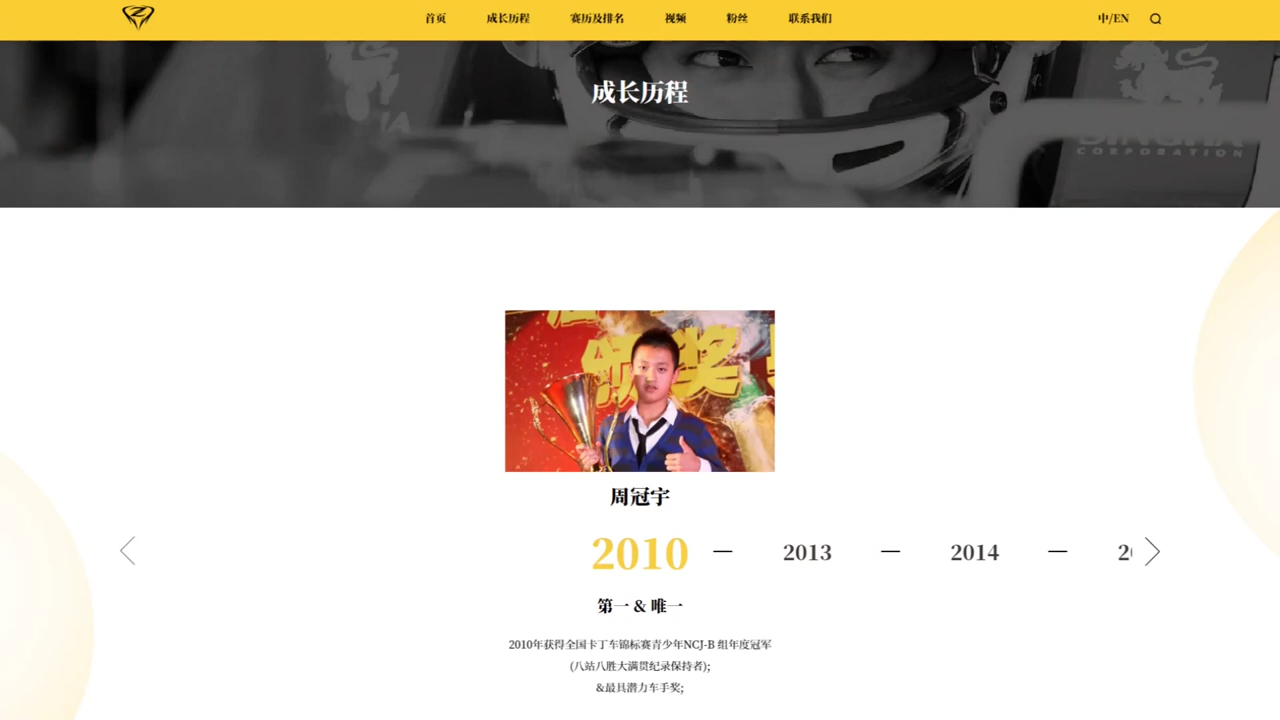 首页 成长历程 赛历及排名 视频 粉丝 联系我们 中/EN
成长历程
SINGHA
CORPORATION
颁奖
周冠宇
2010 2013 2014
第一 & 唯一
2010年获得全国卡丁车锦标赛青少年NCJ-B 组年度冠军
(八站八胜大满贯纪录保持者);
&最具潜力车手奖;